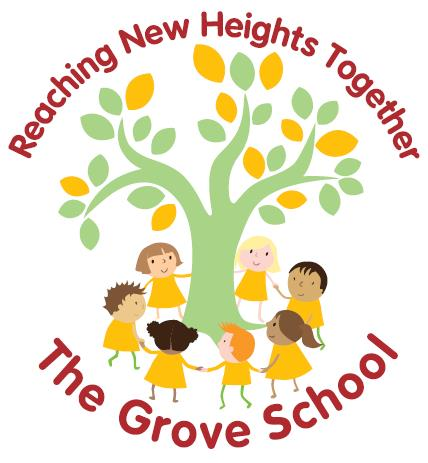 Reaching New Heights Together
The Grove School